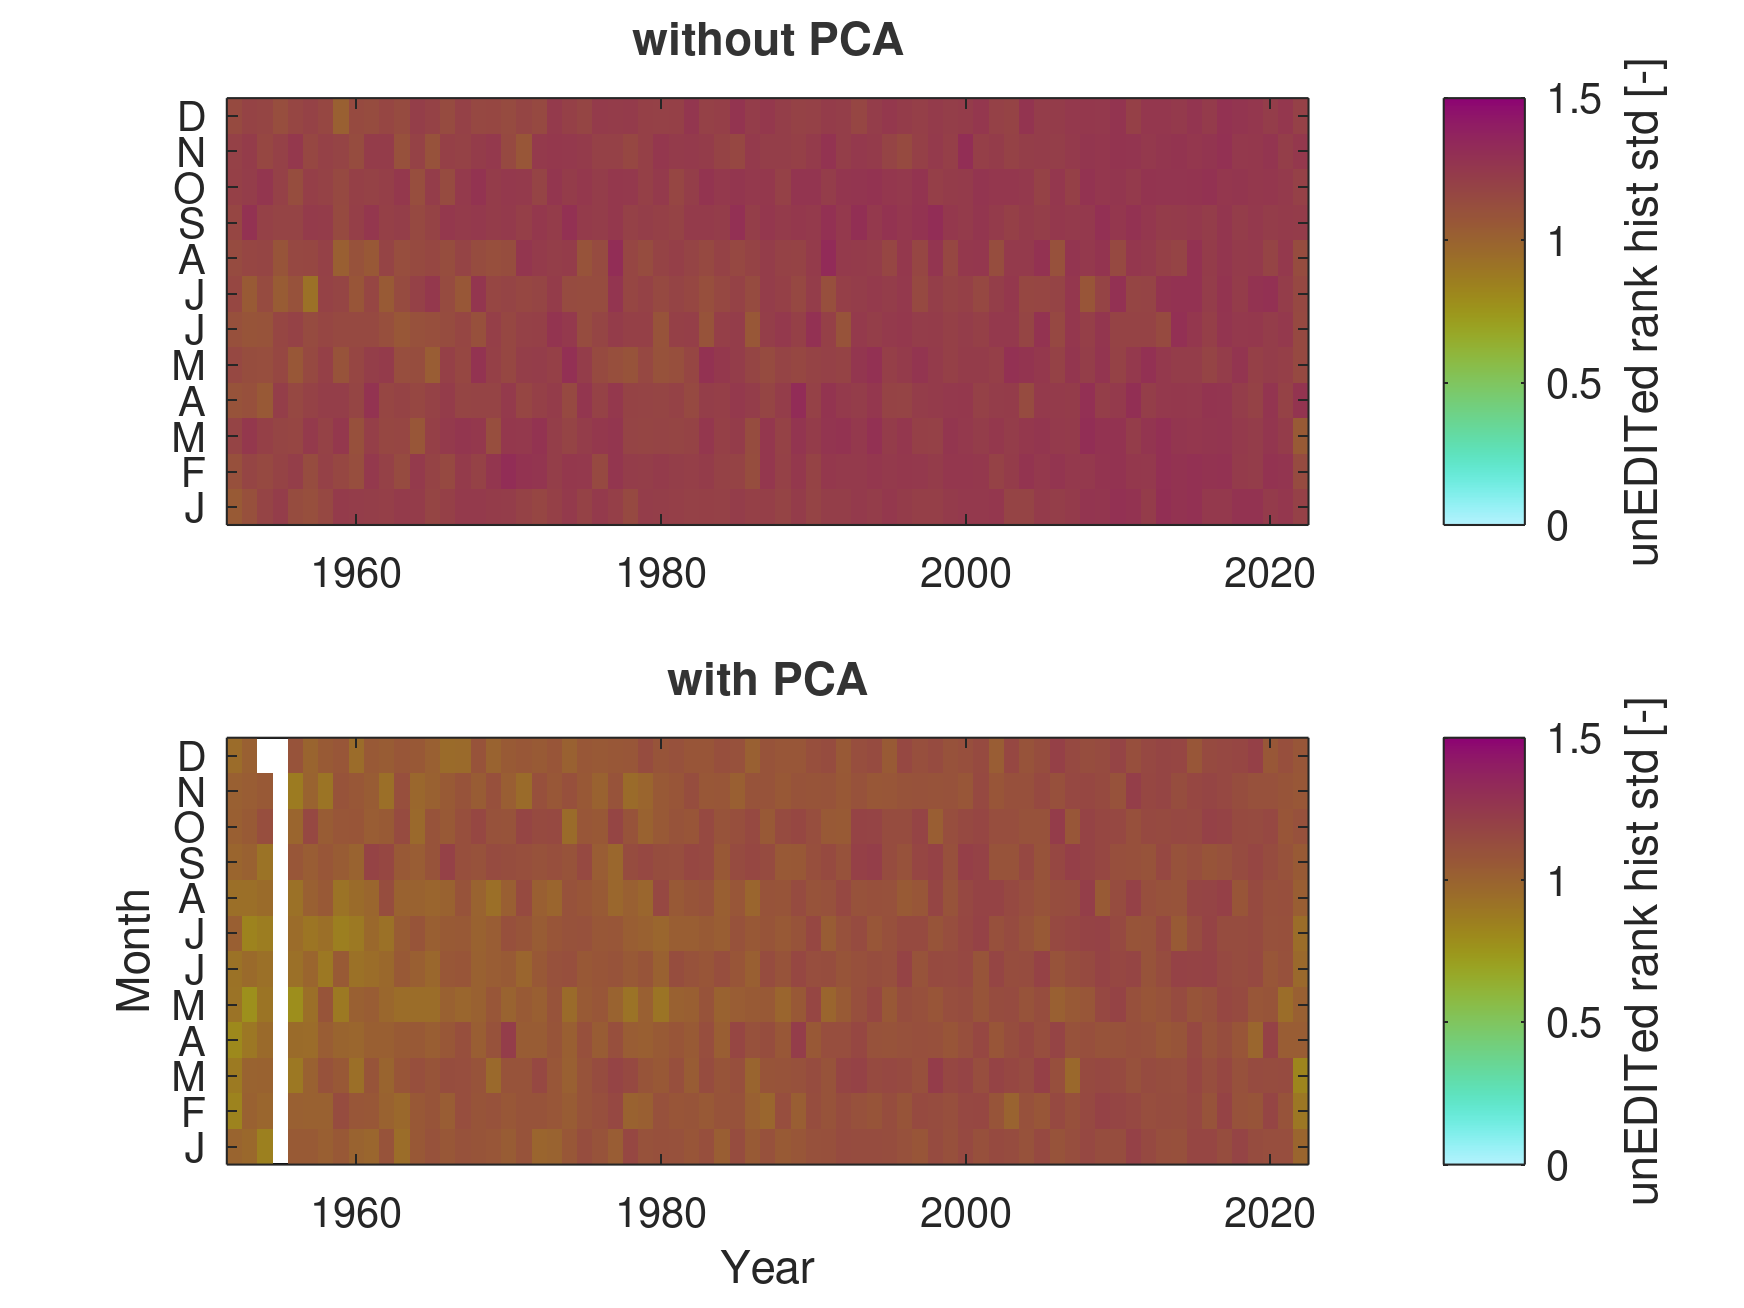 without PCA
D
N
O
S
A
J
J
M
A
M
F
J
1960 1980 2000 2020
1.5
1
0.5
0
unEDITed rank hist std [-]
with PCA
Month
D
N
O
S
A
J
J
M
A
M
F
J
1960 1980 2000 2020
Year
1.5
1
0.5
0
unEDITed rank hist std [-]